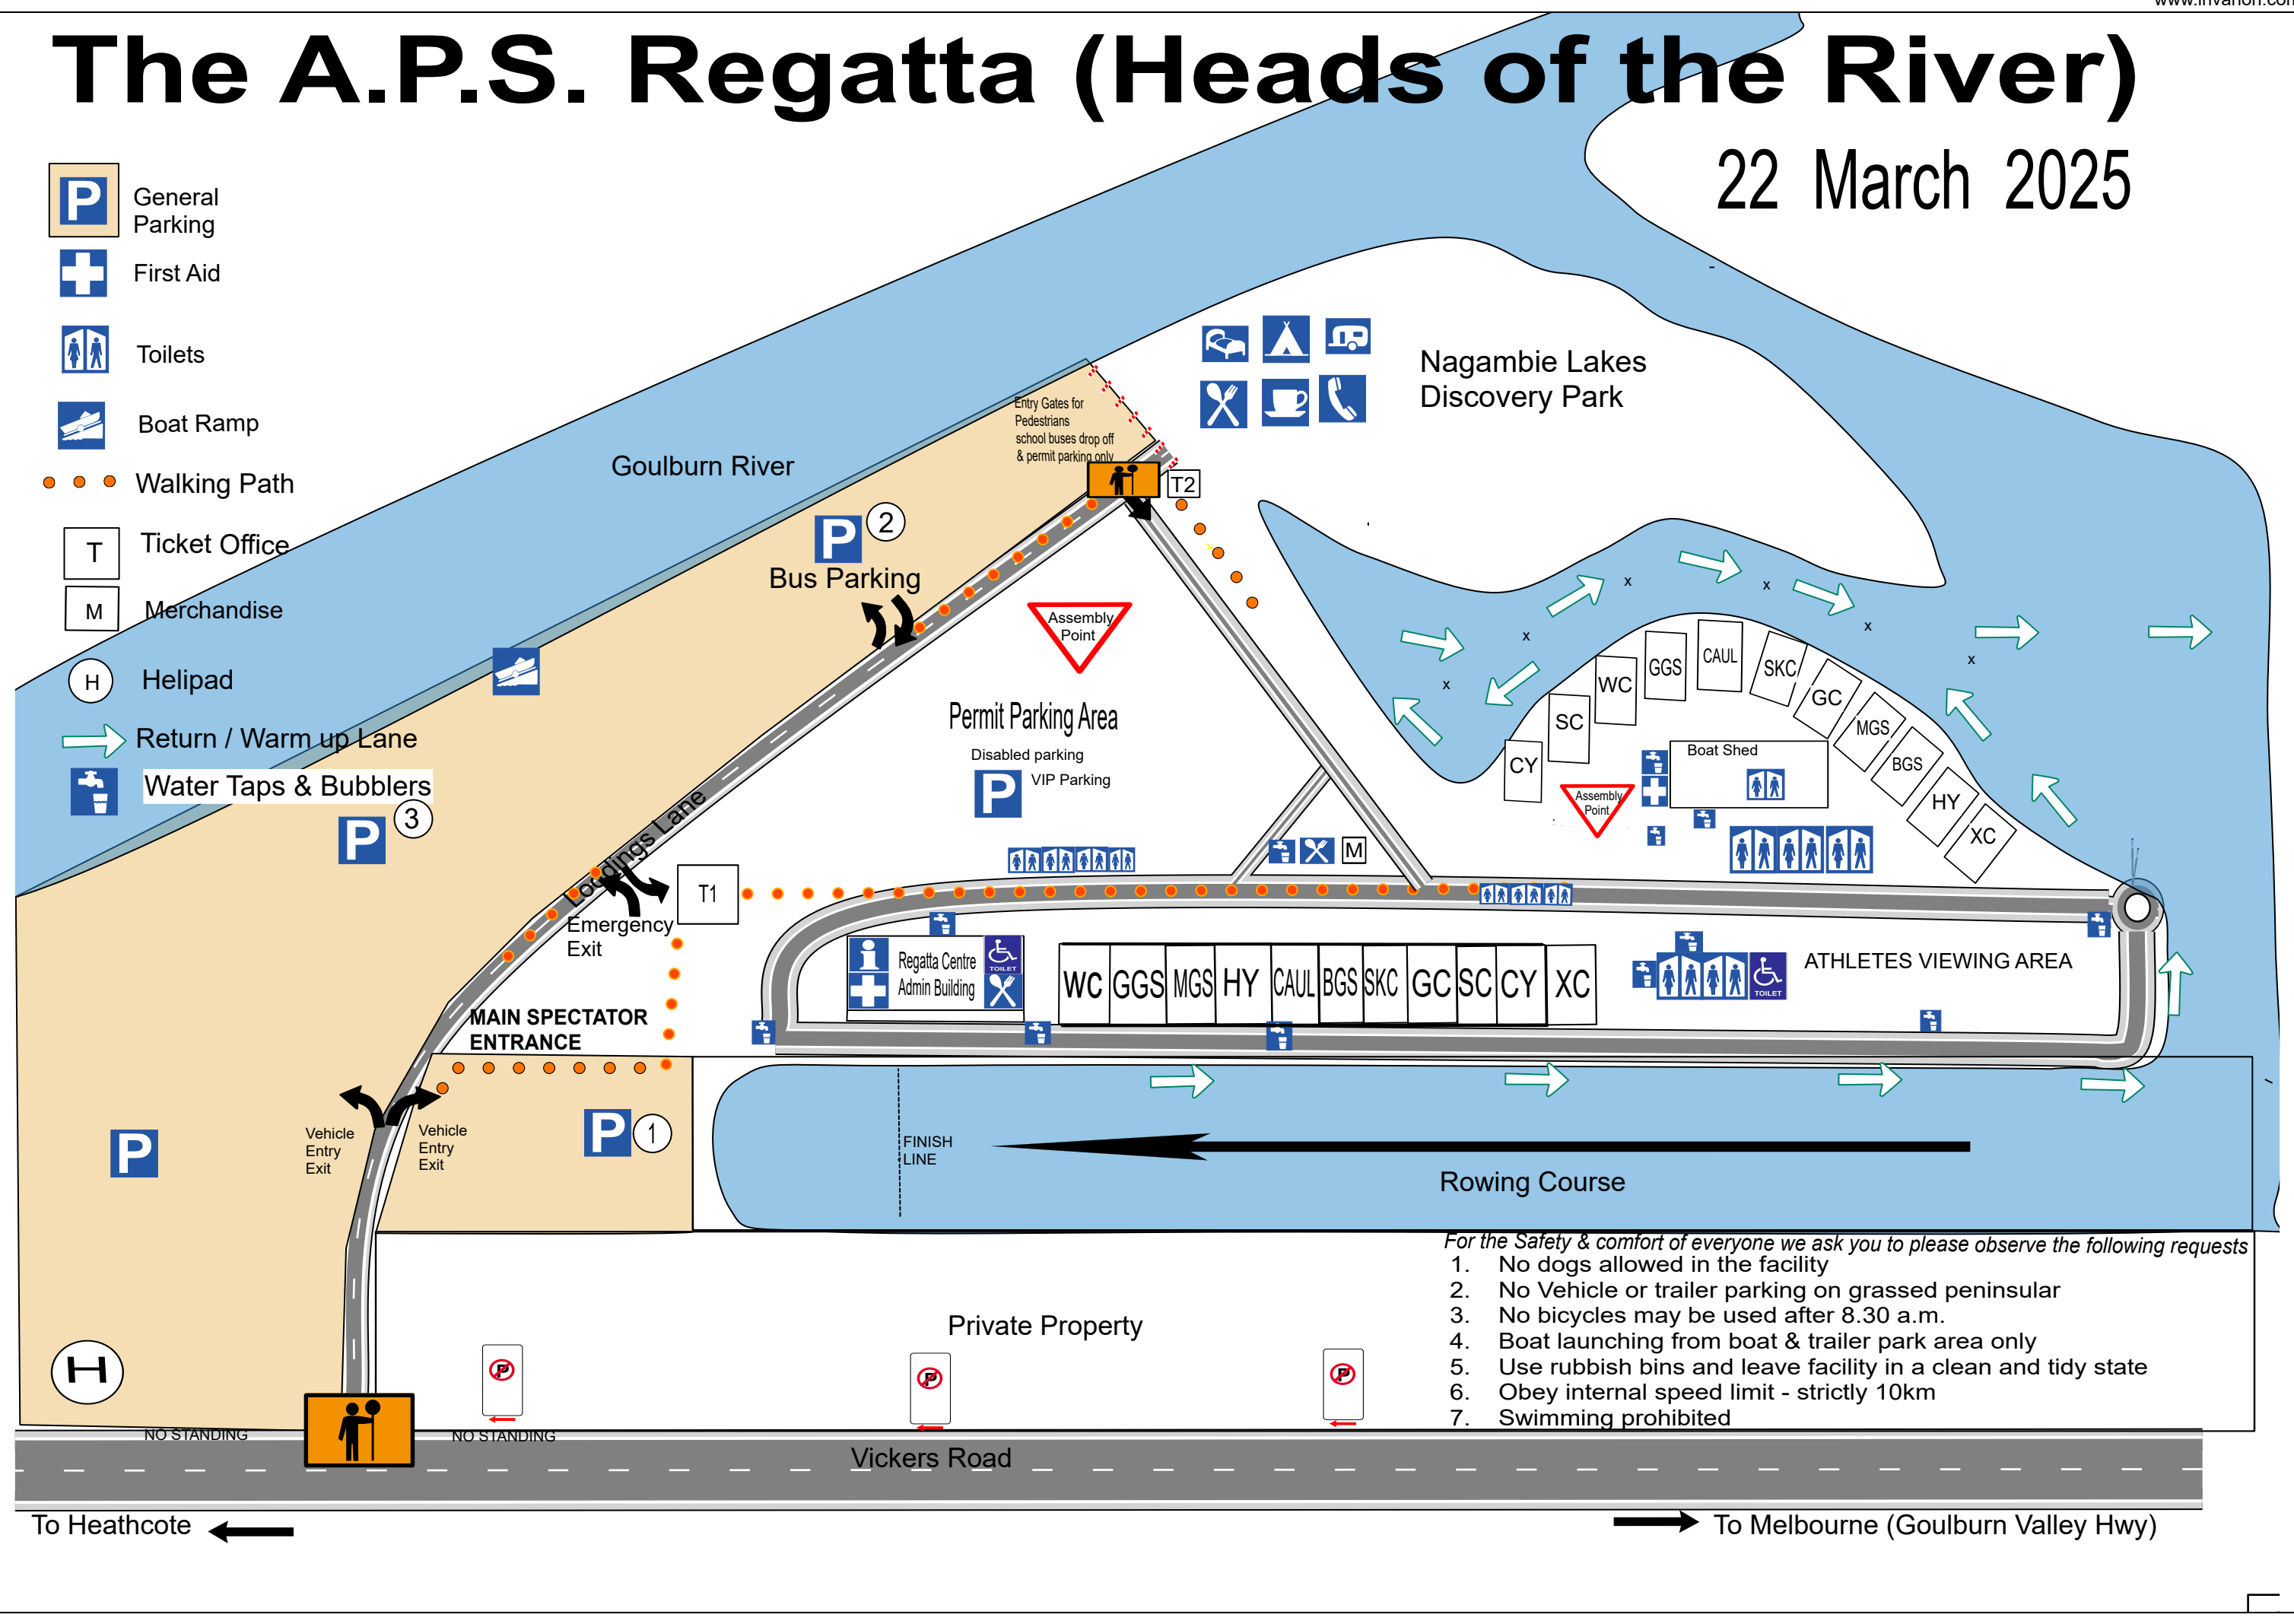 The A.P.S. Regatta (Heads of the River)
22 March 2025
P
General
Parking
First Aid
Toilets
Boat Ramp
Walking Path
T
Ticket Office
M
Merchandise
H
Helipad
Return / Warm up Lane
Water Taps & Bubblers
Goulburn River
Entry Gates for
Pedestrians
school buses drop off
& permit parking only
T2
Nagambie Lakes
Discovery Park
P
2
Bus Parking
P
3
Assembly
Point
Permit Parking Area
Disabled parking
P
VIP Parking
Lodgings Lane
T1
Emergency
Exit
M
x
x
x
x
x
x
CY
SC
WC
GGS
CAUL
SKC
GC
MGS
BGS
HY
XC
Boat Shed
Assembly
Point
Regatta Centre
Admin Building
TOILET
WC
GGS
MGS
HY
CAUL
BGS
SKC
GC
SC
CY
XC
TOILET
ATHLETES VIEWING AREA
MAIN SPECTATOR
ENTRANCE
Vehicle
Entry
Exit
Vehicle
Entry
Exit
P
P
1
FINISH
LINE
Rowing Course
For the Safety & comfort of everyone we ask you to please observe the following requests
1. No dogs allowed in the facility
2. No Vehicle or trailer parking on grassed peninsular
3. No bicycles may be used after 8.30 a.m.
4. Boat launching from boat & trailer park area only
5. Use rubbish bins and leave facility in a clean and tidy state
6. Obey internal speed limit - strictly 10km
7. Swimming prohibited
Private Property
P
P
P
H
NO STANDING
NO STANDING
Vickers Road
To Heathcote
To Melbourne (Goulburn Valley Hwy)